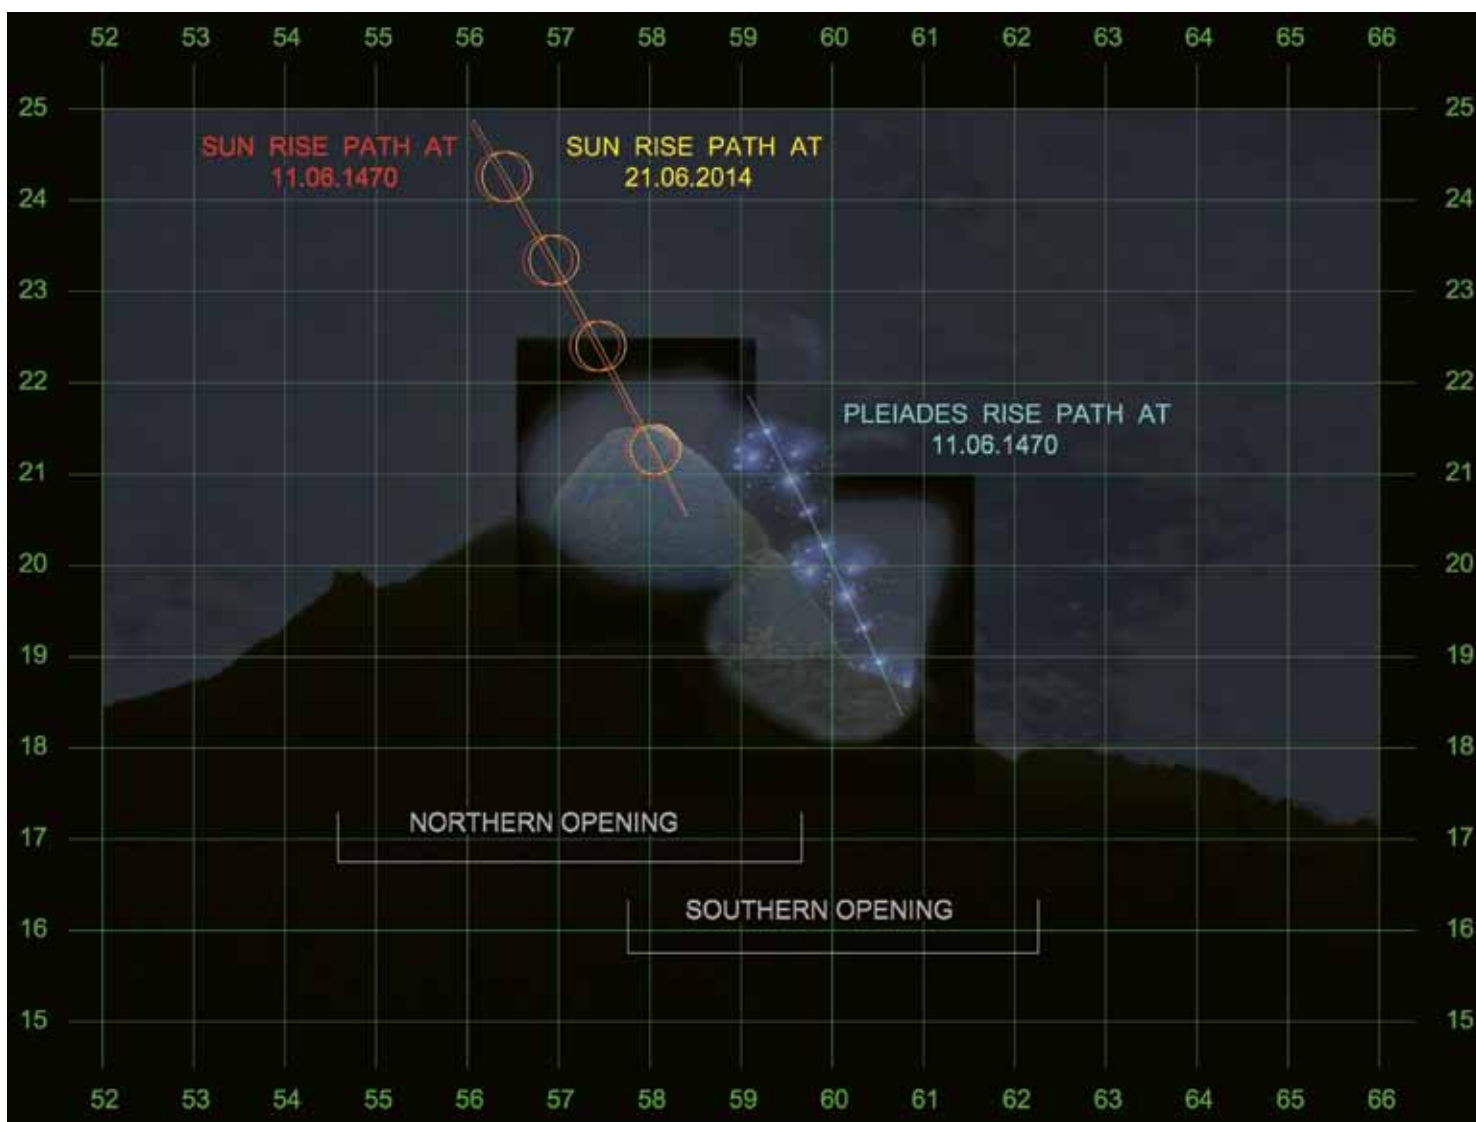 52 53 54 55 56 57 58 59 60 61 62 63 64 65 66
25 25
SUN RISE PATH AT
11.06.1470
SUN RISE PATH AT
21.06.2014
24 24
23 23
22 22
PLEIADES RISE PATH AT
11.06.1470
21 21
20 20
19 19
18 18
NORTHERN OPENING
17 17
SOUTHERN OPENING
16 16
15 15
52 53 54 55 56 57 58 59 60 61 62 63 64 65 66